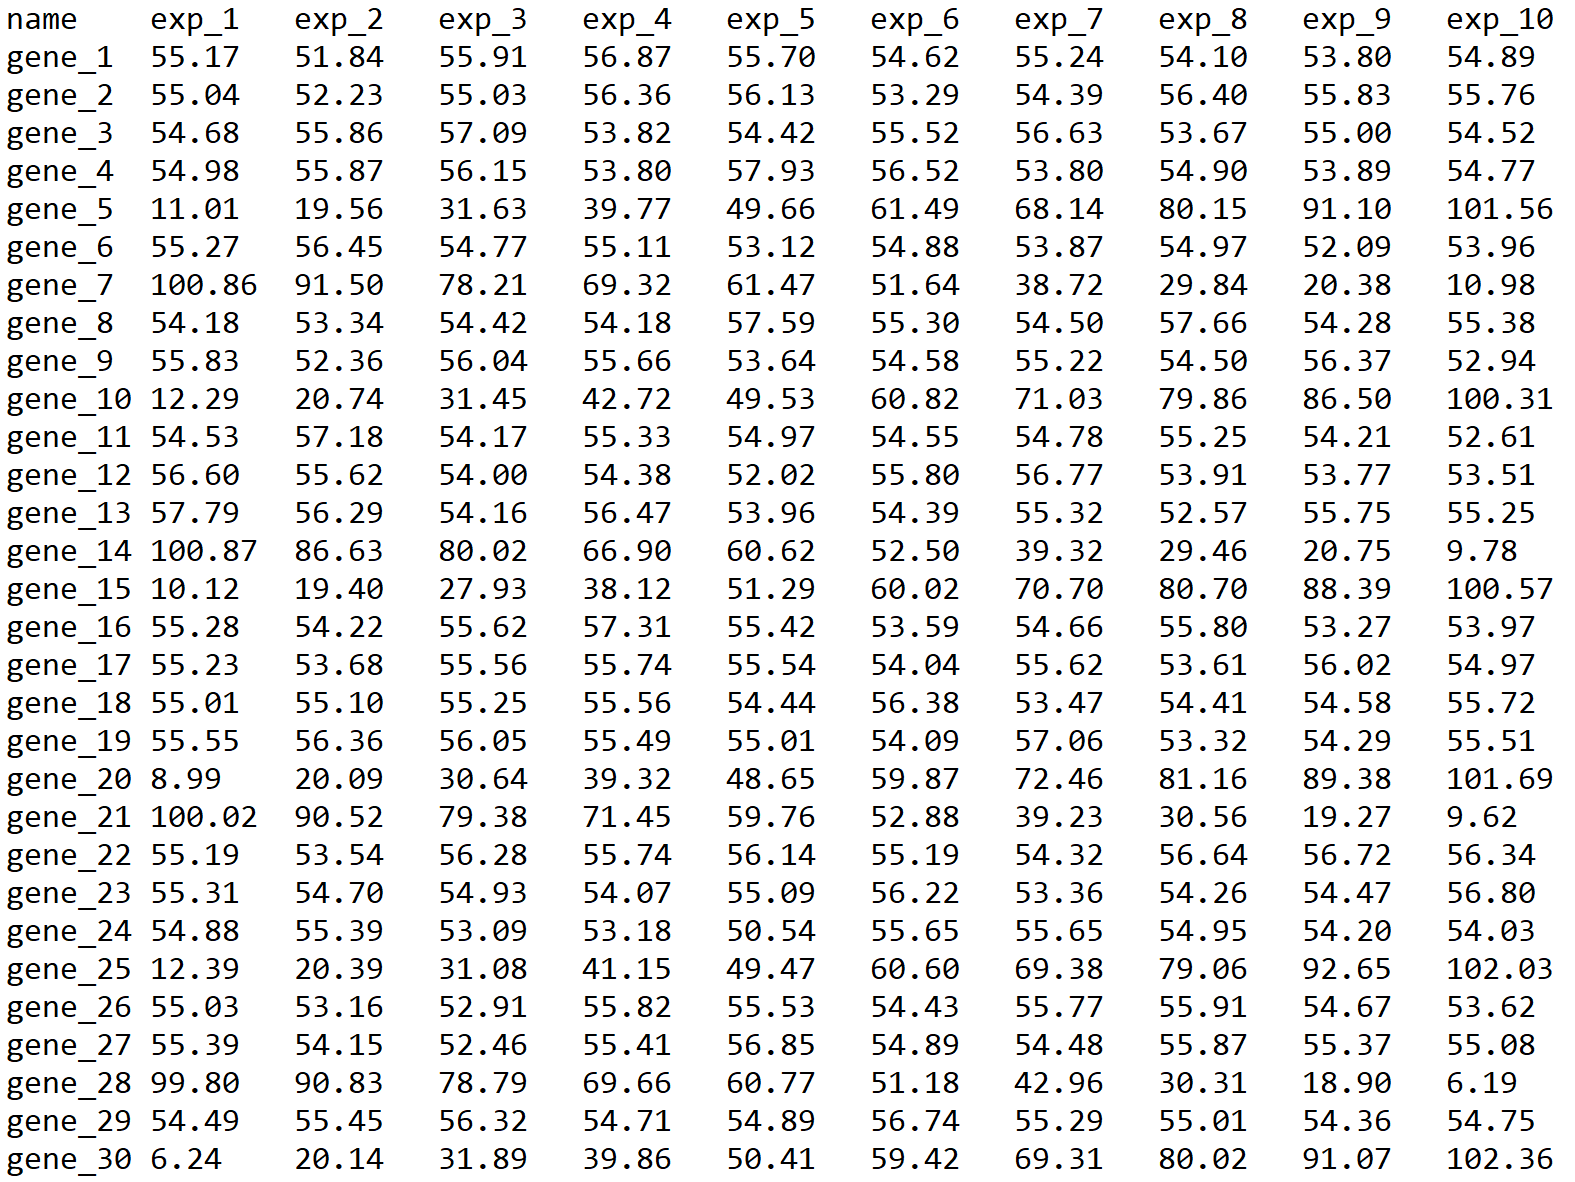 name exp_1 exp_2 exp_3 exp_4 exp_5 exp_6 exp_7 exp_8 exp_9 exp_10
gene_1 55.17 51.84 55.91 56.87 55.70 54.62 55.24 54.10 53.80 54.89
gene_2 55.04 52.23 55.03 56.36 56.13 53.29 54.39 56.40 55.83 55.76
gene_3 54.68 55.86 57.09 53.82 54.42 55.52 56.63 53.67 55.00 54.52
gene_4 54.98 55.87 56.15 53.80 57.93 56.52 53.80 54.90 53.89 54.77
gene_5 11.01 19.56 31.63 39.77 49.66 61.49 68.14 80.15 91.10 101.56
gene_6 55.27 56.45 54.77 55.11 53.12 54.88 53.87 54.97 52.09 53.96
gene_7 100.86 91.50 78.21 69.32 61.47 51.64 38.72 29.84 20.38 10.98
gene_8 54.18 53.34 54.42 54.18 57.59 55.30 54.50 57.66 54.28 55.38
gene_9 55.83 52.36 56.04 55.66 53.64 54.58 55.22 54.50 56.37 52.94
gene_10 12.29 20.74 31.45 42.72 49.53 60.82 71.03 79.86 86.50 100.31
gene_11 54.53 57.18 54.17 55.33 54.97 54.55 54.78 55.25 54.21 52.61
gene_12 56.60 55.62 54.00 54.38 52.02 55.80 56.77 53.91 53.77 53.51
gene_13 57.79 56.29 54.16 56.47 53.96 54.39 55.32 52.57 55.75 55.25
gene_14 100.87 86.63 80.02 66.90 60.62 52.50 39.32 29.46 20.75 9.78
gene_15 10.12 19.40 27.93 38.12 51.29 60.02 70.70 80.70 88.39 100.57
gene_16 55.28 54.22 55.62 57.31 55.42 53.59 54.66 55.80 53.27 53.97
gene_17 55.23 53.68 55.56 55.74 55.54 54.04 55.62 53.61 56.02 54.97
gene_18 55.01 55.10 55.25 55.56 54.44 56.38 53.47 54.41 54.58 55.72
gene_19 55.55 56.36 56.05 55.49 55.01 54.09 57.06 53.32 54.29 55.51
gene_20 8.99 20.09 30.64 39.32 48.65 59.87 72.46 81.16 89.38 101.69
gene_21 100.02 90.52 79.38 71.45 59.76 52.88 39.23 30.56 19.27 9.62
gene_22 55.19 53.54 56.28 55.74 56.14 55.19 54.32 56.64 56.72 56.34
gene_23 55.31 54.70 54.93 54.07 55.09 56.22 53.36 54.26 54.47 56.80
gene_24 54.88 55.39 53.09 53.18 50.54 55.65 55.65 54.95 54.20 54.03
gene_25 12.39 20.39 31.08 41.15 49.47 60.60 69.38 79.06 92.65 102.03
gene_26 55.03 53.16 52.91 55.82 55.53 54.43 55.77 55.91 54.67 53.62
gene_27 55.39 54.15 52.46 55.41 56.85 54.89 54.48 55.87 55.37 55.08
gene_28 99.80 90.83 78.79 69.66 60.77 51.18 42.96 30.31 18.90 6.19
gene_29 54.49 55.45 56.32 54.71 54.89 56.74 55.29 55.01 54.36 54.75
gene_30 6.24 20.14 31.89 39.86 50.41 59.42 69.31 80.02 91.07 102.36